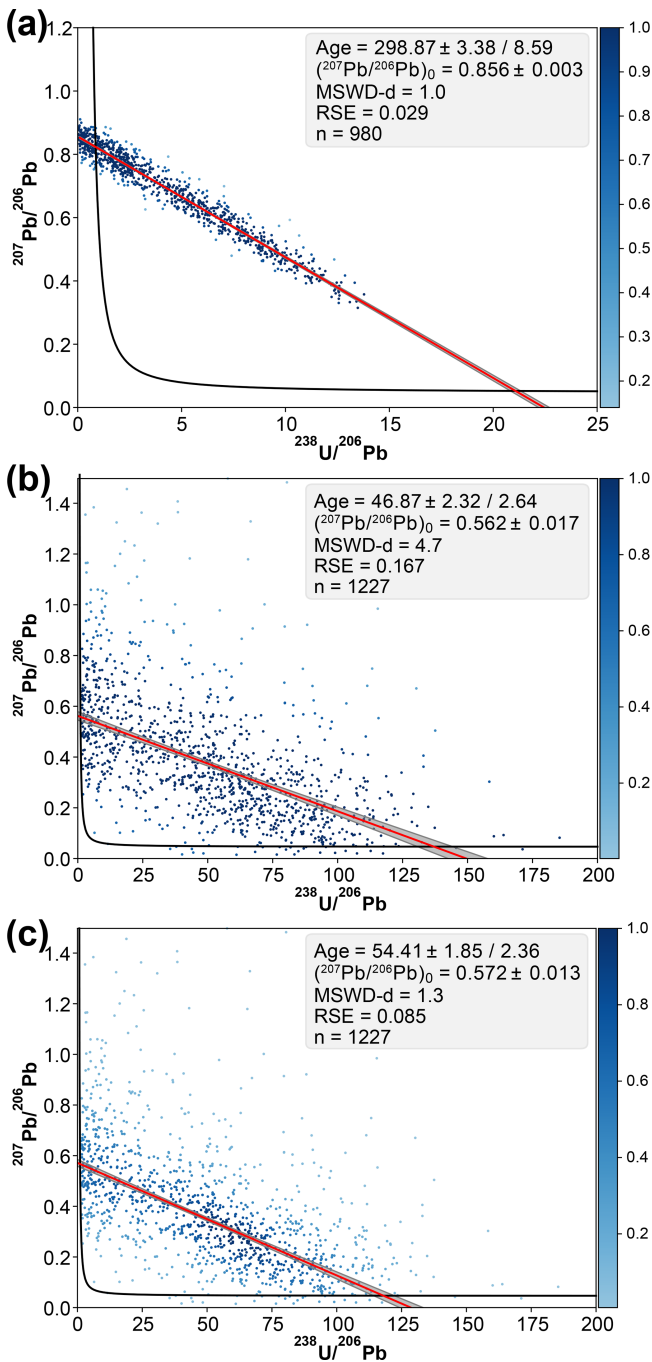 (a)
1.2
1.0
0.8
0.6
0.4
0.2
0.0
²⁰⁷Pb/²⁰⁶Pb
Age = 298.87 ± 3.38 / 8.59
(²⁰⁷Pb/²⁰⁶Pb)₀ = 0.856 ± 0.003
MSWD-d = 1.0
RSE = 0.029
n = 980
0 5 10 15 20 25
²³⁸U/²⁰⁶Pb
1.0
0.9
0.8
0.7
0.6
0.5
0.4
0.3
0.2
(b)
1.4
1.2
1.0
0.8
0.6
0.4
0.2
0.0
²⁰⁷Pb/²⁰⁶Pb
Age = 46.87 ± 2.32 / 2.64
(²⁰⁷Pb/²⁰⁶Pb)₀ = 0.562 ± 0.017
MSWD-d = 4.7
RSE = 0.167
n = 1227
0 25 50 75 100 125 150 175 200
²³⁸U/²⁰⁶Pb
1.0
0.8
0.6
0.4
0.2
(c)
1.4
1.2
1.0
0.8
0.6
0.4
0.2
0.0
²⁰⁷Pb/²⁰⁶Pb
Age = 54.41 ± 1.85 / 2.36
(²⁰⁷Pb/²⁰⁶Pb)₀ = 0.572 ± 0.013
MSWD-d = 1.3
RSE = 0.085
n = 1227
0 25 50 75 100 125 150 175 200
²³⁸U/²⁰⁶Pb
1.0
0.8
0.6
0.4
0.2